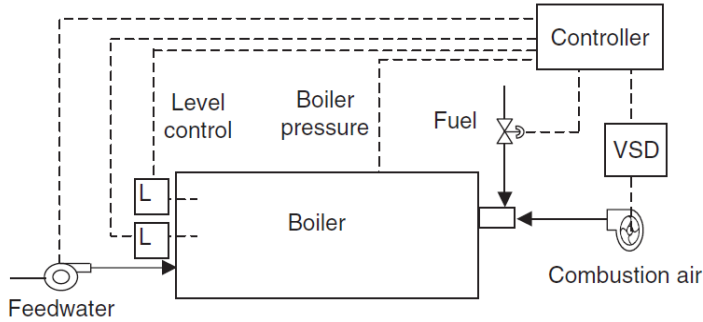 Controller
Level
control
Boiler
pressure
Fuel
VSD
L
Boiler
L
Combustion air
Feedwater